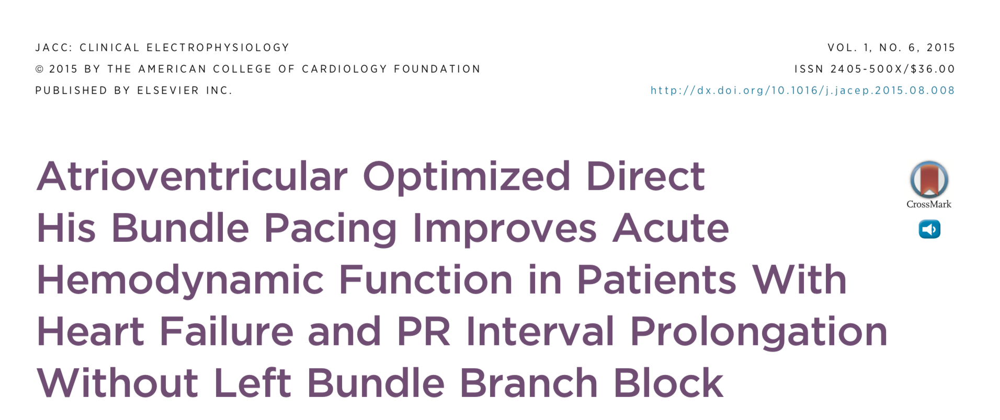 JACC: CLINICAL ELECTROPHYSIOLOGY
© 2015 BY THE AMERICAN COLLEGE OF CARDIOLOGY FOUNDATION
PUBLISHED BY ELSEVIER INC.
VOL. 1, NO. 6, 2015
ISSN 2405-500X/$36.00
http://dx.doi.org/10.1016/j.jacep.2015.08.008
Atrioventricular Optimized Direct
His Bundle Pacing Improves Acute
Hemodynamic Function in Patients With
Heart Failure and PR Interval Prolongation
Without Left Bundle Branch Block
CrossMark